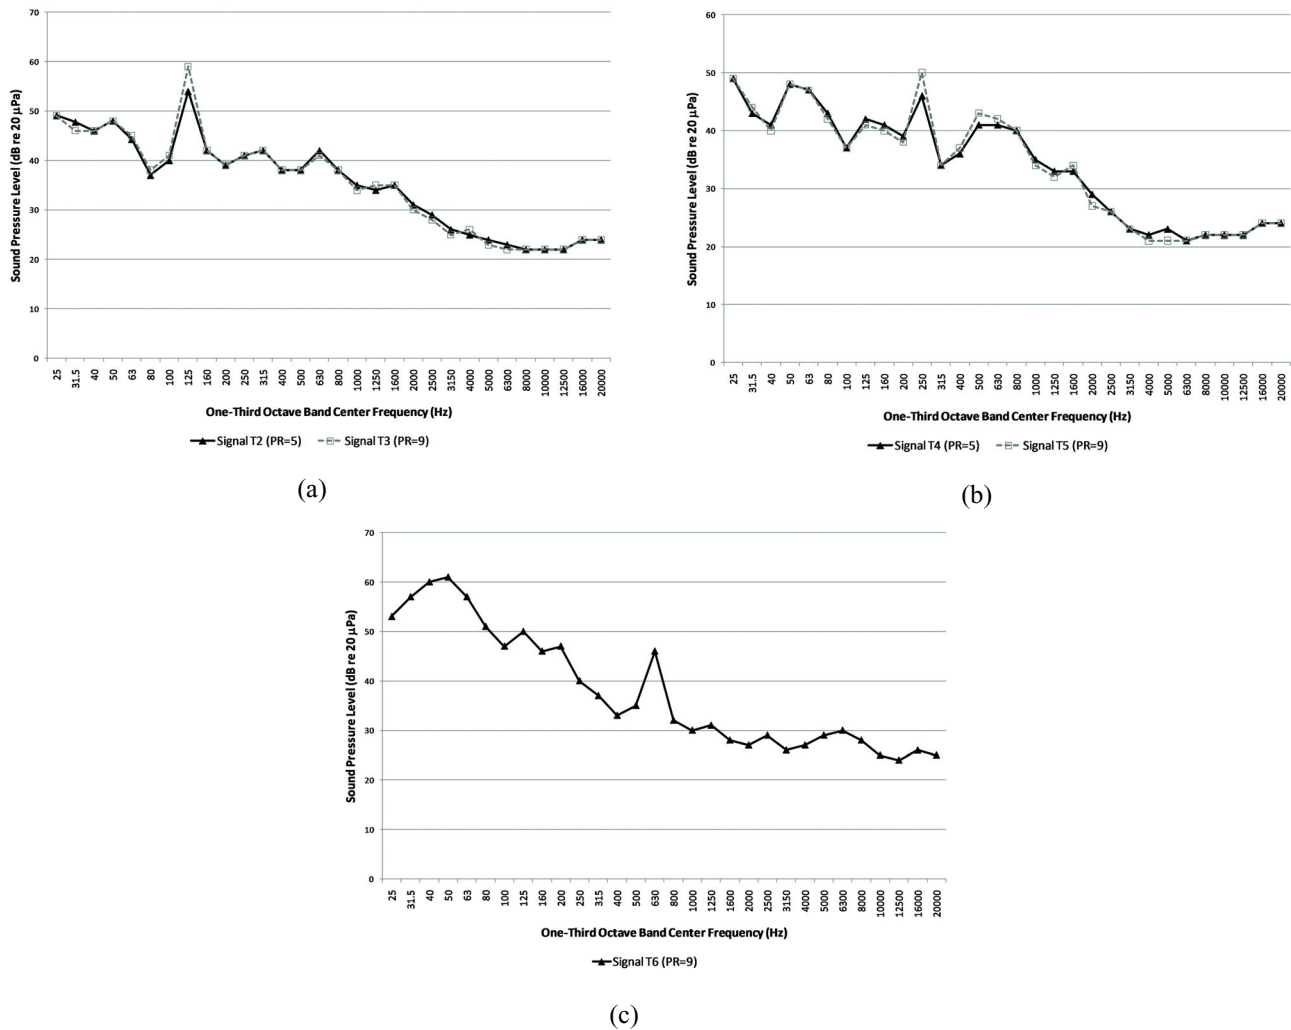 70
60
50
40
30
20
10
0
Sound Pressure Level (dB re 20 µPa)
25 31.5 40 50 63 80 100 125 160 200 250 315 400 500 630 800 1000 1250 1600 2000 2500 3150 4000 5000 6300 8000 10000 12500 16000 20000
One-Third Octave Band Center Frequency (Hz)
Signal T2 (PR=5) Signal T3 (PR=9)
(a)
60
50
40
30
20
10
0
Sound Pressure Level (dB re 20 µPa)
25 31.5 40 50 63 80 100 125 160 200 250 315 400 500 630 800 1000 1250 1600 2000 2500 3150 4000 5000 6300 8000 10000 12500 16000 20000
One-Third Octave Band Center Frequency (Hz)
Signal T4 (PR=5) Signal T5 (PR=9)
(b)
70
60
50
40
30
20
10
0
Sound Pressure Level (dB re 20 µPa)
25 31.5 40 50 63 80 100 125 160 200 250 315 400 500 630 800 1000 1250 1600 2000 2500 3150 4000 5000 6300 8000 10000 12500 16000 20000
One-Third Octave Band Center Frequency (Hz)
Signal T6 (PR=9)
(c)